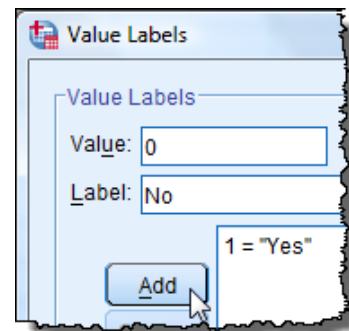 Value Labels
Value Labels
Value: 0
Label: No
1 = "Yes"
Add